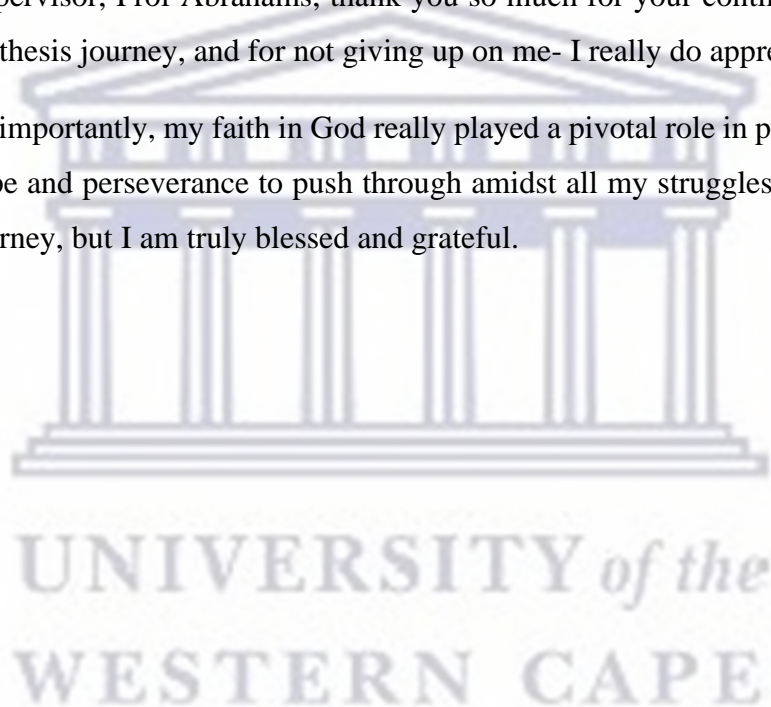 pervisor, Prof Abrahams, thank you so much for your contin
thesis journey, and for not giving up on me- I really do appre
importantly, my faith in God really played a pivotal role in p
pe and perseverance to push through amidst all my struggles
rney, but I am truly blessed and grateful.
UNIVERSITY of the
WESTERN CAPE